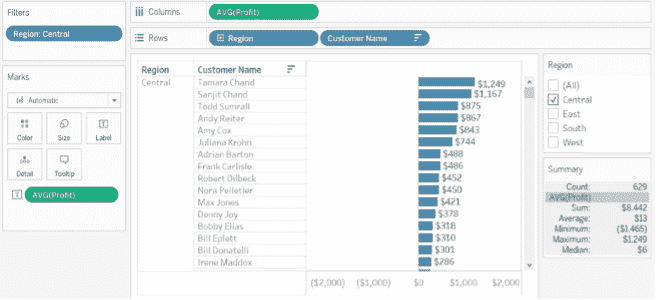 Filters
Region: Central
Marks
Automatic
Color Size Label
Detail Tooltip
AVG(Profit)
Columns AVG(Profit)
Rows Region Customer Name
Region Customer Name
Central Tamara Chand $1,249
Sanjit Chand $1,167
Todd Sumrall $875
Andy Reiter $867
Amy Cox $843
Juliana Krohn $744
Adrian Barton $488
Frank Carlisle $486
Robert Dilbeck $452
Nora Pelletier $450
Max Jones $421
Denny Joy $378
Bobby Elias $318
Bill Eplett $310
Bill Donatelli $301
Irene Maddox $286
($2,000) ($1,000) $0 $1,000 $2,000
Region
(All)
Central
East
South
West
Summary
Count: 629
AVG(Profit)
Sum: $8,442
Average: $13
Minimum: ($1,465)
Maximum: $1,249
Median: $6